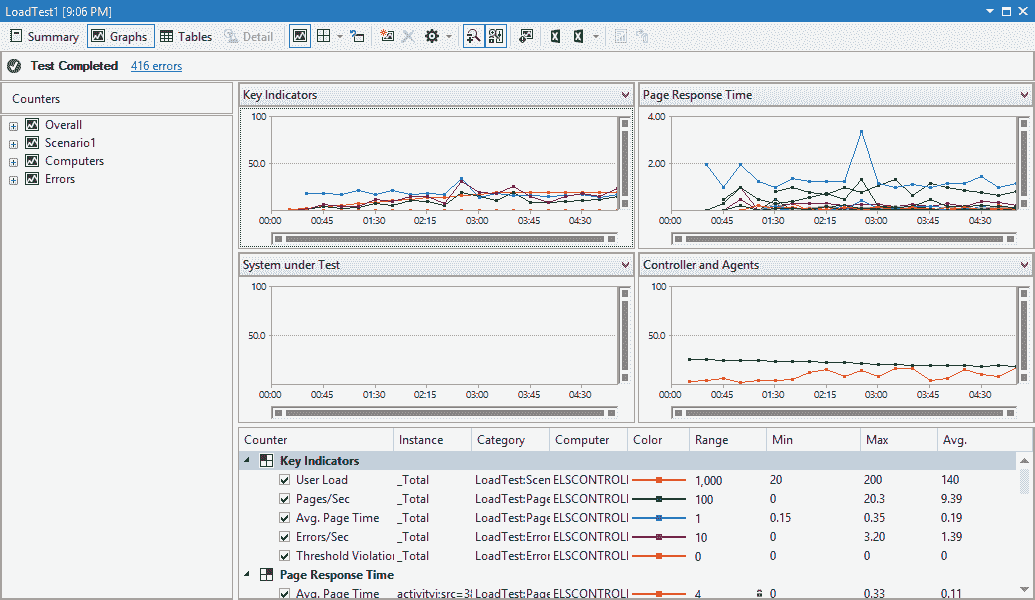 LoadTest1 [9:06 PM]
Summary Graphs Tables Detail
Test Completed 416 errors
Counters
Overall
Scenario1
Computers
Errors
Key Indicators
100
50.0
00:00 00:45 01:30 02:15 03:00 03:45 04:30
Page Response Time
4.00
2.00
00:00 00:45 01:30 02:15 03:00 03:45 04:30
System under Test
100
50.0
00:00 00:45 01:30 02:15 03:00 03:45 04:30
Controller and Agents
100
50.0
00:00 00:45 01:30 02:15 03:00 03:45 04:30
Counter Instance Category Computer Color Range Min Max Avg.
Key Indicators
User Load _Total LoadTest:Scen ELSCONTROLI 1,000 20 200 140
Pages/Sec _Total LoadTest:Page ELSCONTROLI 100 0 20.3 9.39
Avg. Page Time _Total LoadTest:Page ELSCONTROLI 1 0.15 0.35 0.19
Errors/Sec _Total LoadTest:Error ELSCONTROLI 10 0 3.20 1.39
Threshold Violation _Total LoadTest:Error ELSCONTROLI 0 0 0 0
Page Response Time
Avg. Page Time activityi;src=38 LoadTest:Page ELSCONTROLI 4 0 0.33 0.11